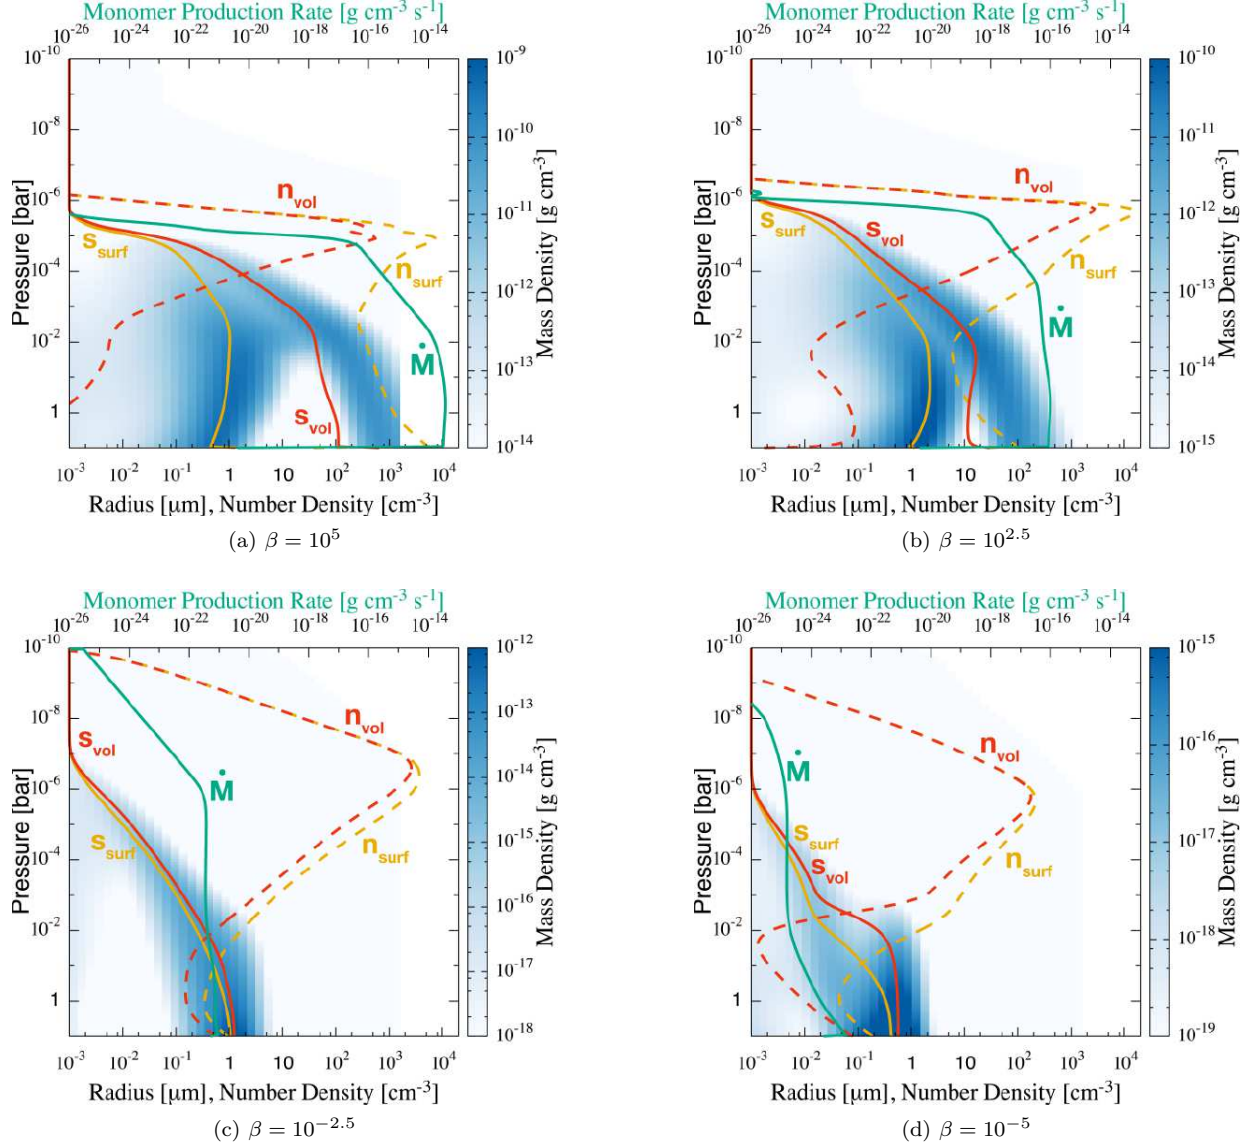 Monomer Production Rate [g cm-3 s-1]
10-26 10-24 10-22 10-20 10-18 10-16 10-14
10-10
10-8
10-6
10-4
10-2
1
Pressure [bar]
nvol
ssurf
nsurf
Ṁ
svol
10-9
10-10
10-11
10-12
10-13
10-14
Mass Density [g cm-3]
10-3 10-2 10-1 1 10 102 103 104
Radius [μm], Number Density [cm-3]
(a) β = 105
Monomer Production Rate [g cm-3 s-1]
10-26 10-24 10-22 10-20 10-18 10-16 10-14
10-10
10-8
10-6
10-4
10-2
1
Pressure [bar]
nvol
ssurf
svol
nsurf
Ṁ
10-10
10-11
10-12
10-13
10-14
10-15
Mass Density [g cm-3]
10-3 10-2 10-1 1 10 102 103 104
Radius [μm], Number Density [cm-3]
(b) β = 102.5
Monomer Production Rate [g cm-3 s-1]
10-26 10-24 10-22 10-20 10-18 10-16 10-14
10-10
10-8
10-6
10-4
10-2
1
Pressure [bar]
nvol
svol
Ṁ
ssurf
nsurf
10-12
10-13
10-14
10-15
10-16
10-17
10-18
Mass Density [g cm-3]
10-3 10-2 10-1 1 10 102 103 104
Radius [μm], Number Density [cm-3]
(c) β = 10−2.5
Monomer Production Rate [g cm-3 s-1]
10-26 10-24 10-22 10-20 10-18 10-16 10-14
10-10
10-8
10-6
10-4
10-2
1
Pressure [bar]
nvol
Ṁ
ssurf
svol
nsurf
10-15
10-16
10-17
10-18
10-19
Mass Density [g cm-3]
10-3 10-2 10-1 1 10 102 103 104
Radius [μm], Number Density [cm-3]
(d) β = 10−5